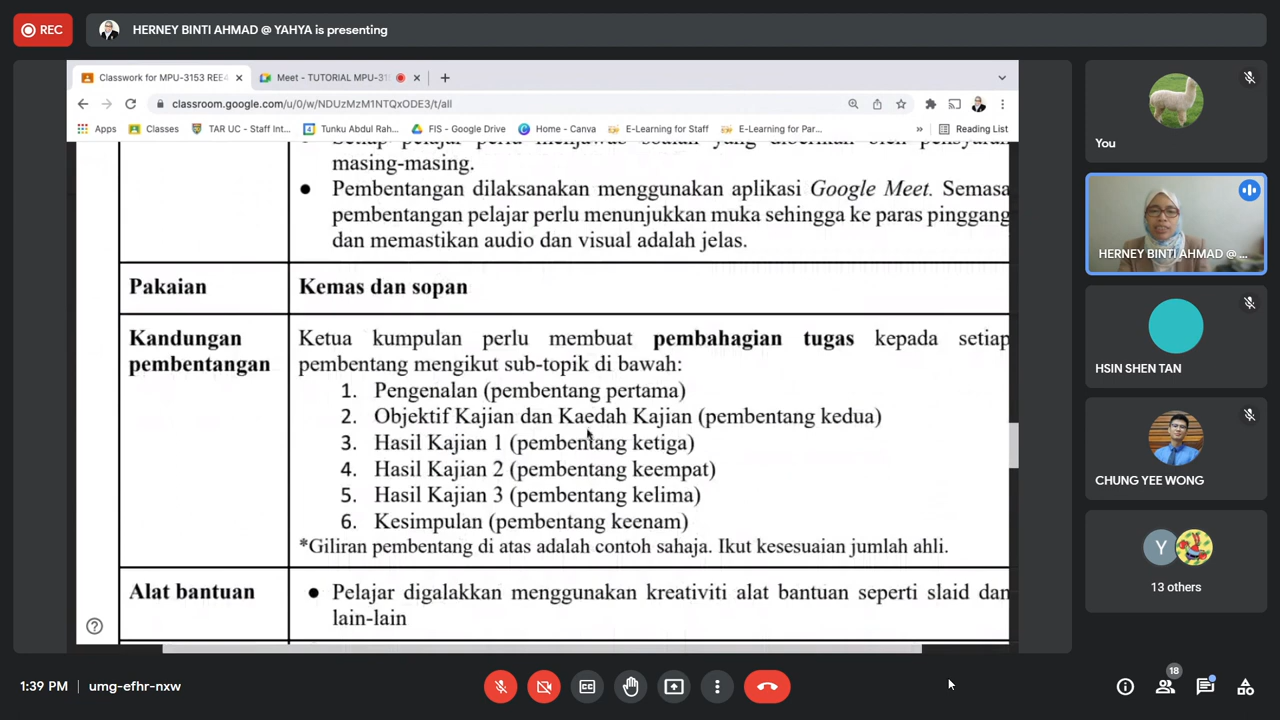 REC
HERNEY BINTI AHMAD @ YAHYA is presenting
Classwork for MPU-3153 REE4
Meet - TUTORIAL MPU-31
classroom.google.com/u/0/w/NDUzMzM1NTQxODE3/t/all
Apps
Classes
TAR UC - Staff Int...
Tunku Abdul Rah...
FIS - Google Drive
Home - Canva
E-Learning for Staff
E-Learning for Par...
»
Reading List
masing-masing.
● Pembentangan dilaksanakan menggunakan aplikasi Google Meet. Semasa
pembentangan pelajar perlu menunjukkan muka sehingga ke paras pinggang
dan memastikan audio dan visual adalah jelas.
Pakaian
Kemas dan sopan
Kandungan
pembentangan
Ketua kumpulan perlu membuat pembahagian tugas kepada setiap
pembentang mengikut sub-topik di bawah:
1. Pengenalan (pembentang pertama)
2. Objektif Kajian dan Kaedah Kajian (pembentang kedua)
3. Hasil Kajian 1 (pembentang ketiga)
4. Hasil Kajian 2 (pembentang keempat)
5. Hasil Kajian 3 (pembentang kelima)
6. Kesimpulan (pembentang keenam)
*Giliran pembentang di atas adalah contoh sahaja. Ikut kesesuaian jumlah ahli.
Alat bantuan
● Pelajar digalakkan menggunakan kreativiti alat bantuan seperti slaid dan
lain-lain
You
HERNEY BINTI AHMAD @ ...
HSIN SHEN TAN
CHUNG YEE WONG
Y
13 others
1:39 PM
umg-efhr-nxw
18